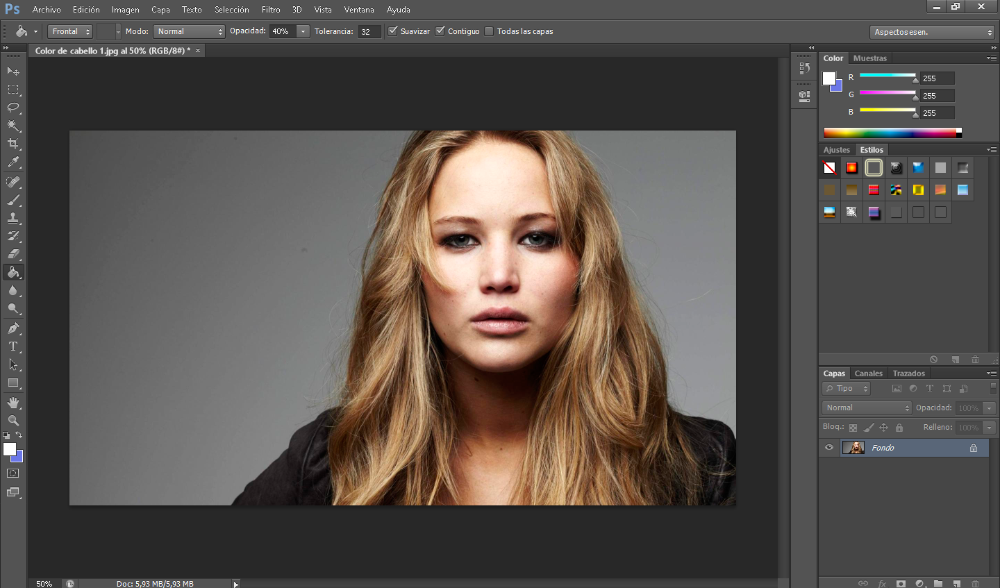 Ps Archivo Edición Imagen Capa Texto Selección Filtro 3D Vista Ventana Ayuda
Frontal Modo: Normal Opacidad: 40% Tolerancia: 32 Suavizar Contiguo Todas las capas Aspectos esen.
Color de cabello 1.jpg al 50% (RGB/8#) * ×
Color Muestras
R 255
G 255
B 255
Ajustes Estilos
Capas Canales Trazados
Tipo T
Normal Opacidad: 100%
Bloq.: Relleno: 100%
Fondo
T
50% Doc: 5,93 MB/5,93 MB
fx